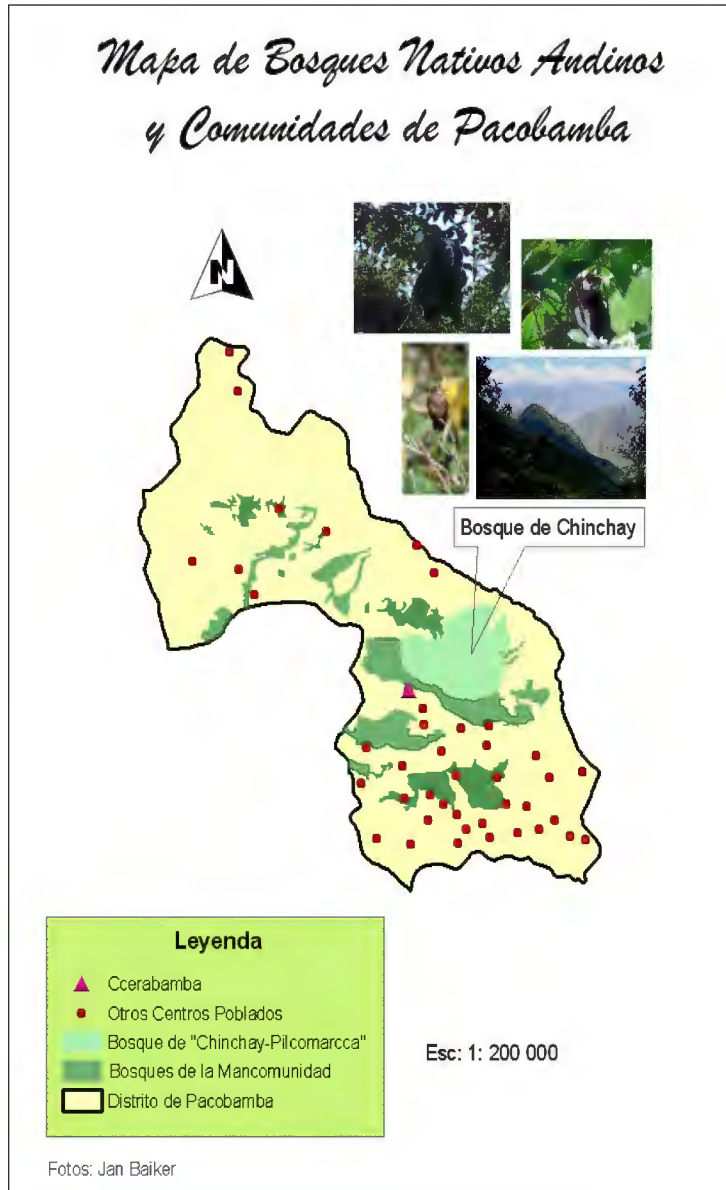 Mapa de Bosques Nativos Andinos
y Comunidades de Pacobamba
N
Bosque de Chinchay
Leyenda
Ccerabamba
Otros Centros Poblados
Bosque de "Chinchay-Pilcomarcca"
Bosques de la Mancomunidad
Distrito de Pacobamba
Esc: 1: 200 000
Fotos: Jan Baiker